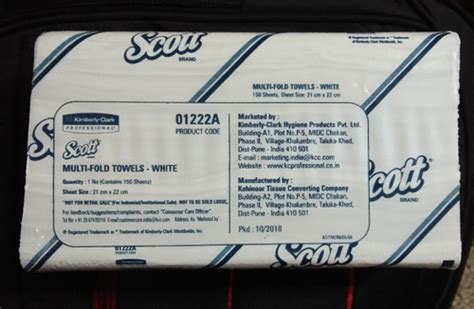 Scott
BRAND
® Registered Trademark or ™ Trademark
of Kimberly-Clark Worldwide, Inc.
MULTI-FOLD TOWELS - WHITE
150 Sheets, Sheet Size: 21 cm x 22 cm
Kimberly-Clark
PROFESSIONAL
01222A
PRODUCT CODE
Scott
MULTI-FOLD TOWELS - WHITE
Quantity : 1 No (Contains 150 Sheets)
Sheet Size : 21 cm x 22 cm
"NOT FOR RETAIL SALE" (For Industrial/Institutional Use) NOT TO BE SOLD LOOSE.
For feedback/suggestions/complaints, contact "Consumer Care Officer"
® Registered / ™ Trademark of Kimberly-Clark Worldwide, Inc.
Marketed by :
Kimberly-Clark Hygiene Products Pvt. Ltd.
Building-A1, Plot No.P-5, MIDC Chakan,
Phase II, Village-Khalumbre, Taluka-Khed,
Dist-Pune - India 410 501
E-mail : marketing.india@kcc.com
www.kcprofessional.co.in
Manufactured by :
Kohinoor Tissue Converting Company
Building-A2, Plot No.P-5, MIDC Chakan,
Phase II, Village Khalumbre, Taluka-Khed,
Dist-Pune - India 410 501
Pkd : 10/2018
Scott
BRAND
01222A
Scott